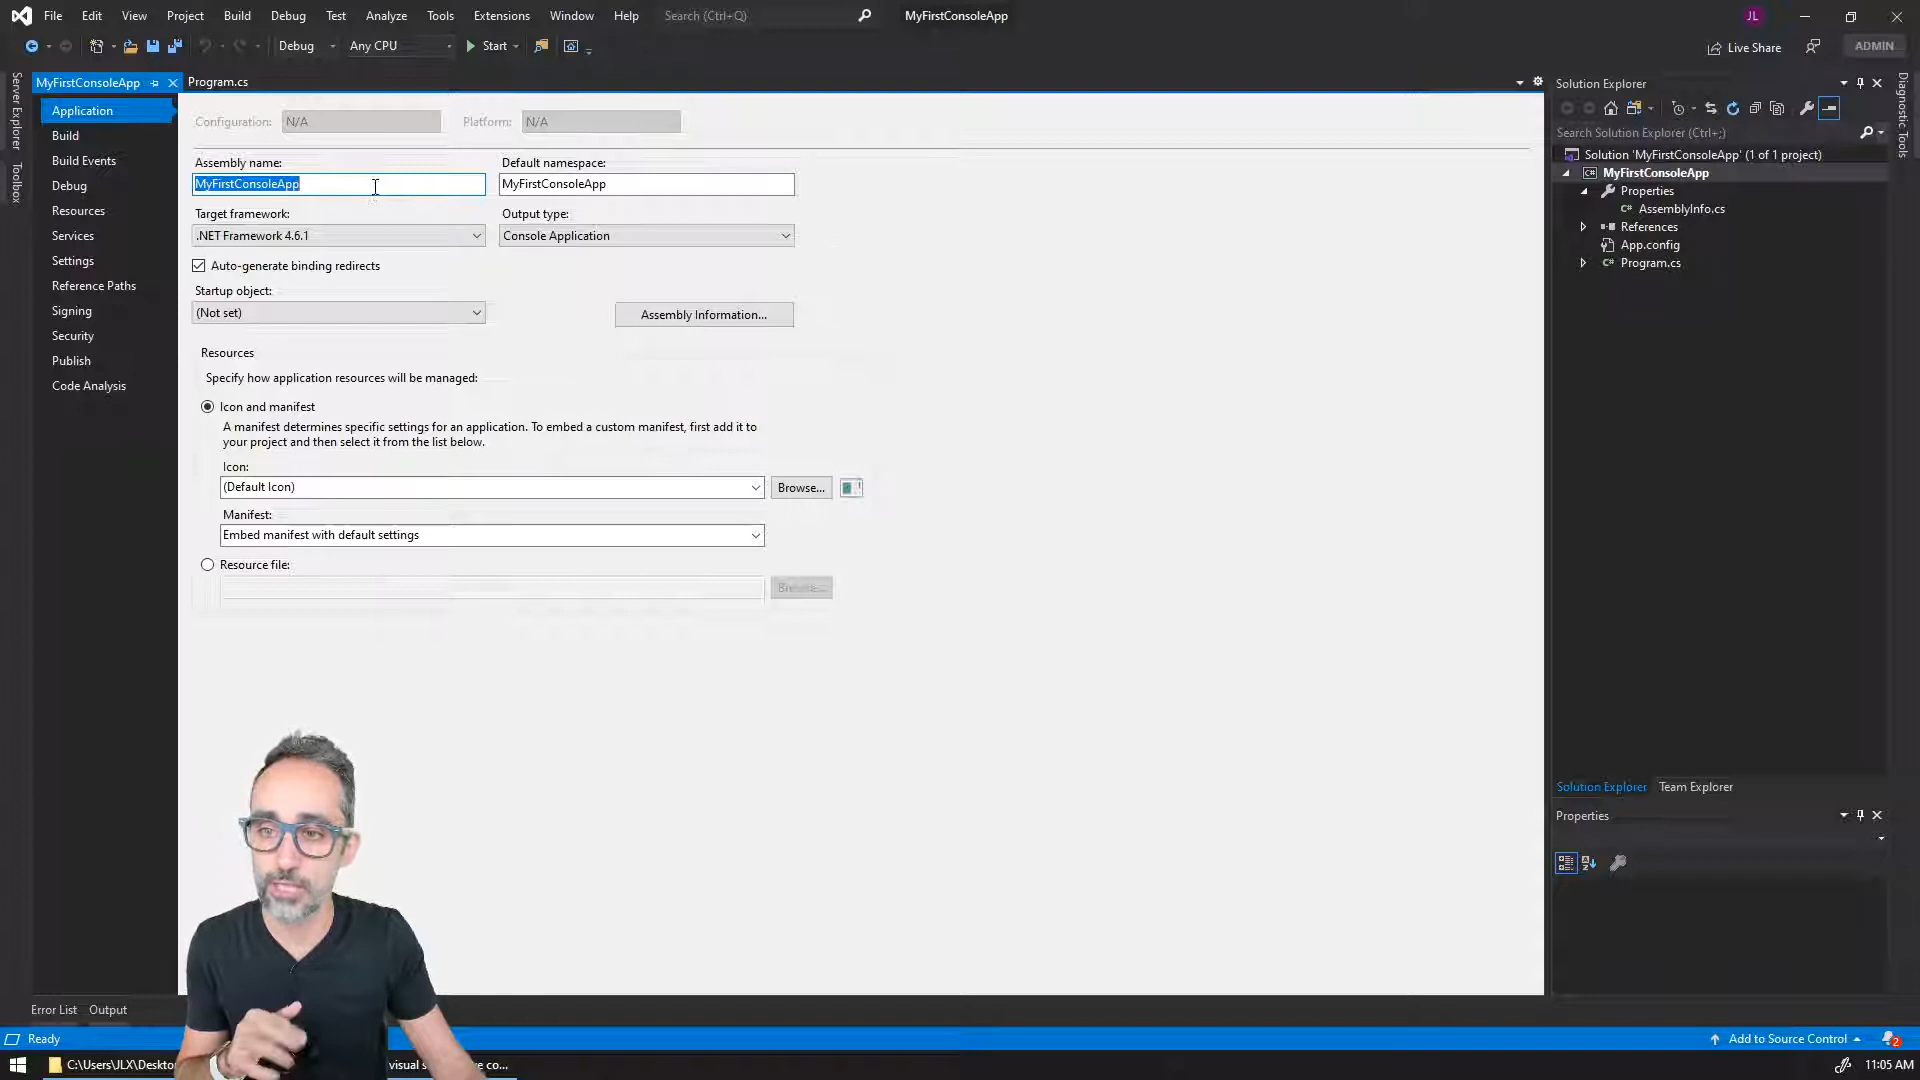 File Edit View Project Build Debug Test Analyze Tools Extensions Window Help Search (Ctrl+Q) MyFirstConsoleApp JL
Debug Any CPU Start Live Share ADMIN
Server Explorer
Toolbox
MyFirstConsoleApp Program.cs
Application
Build
Build Events
Debug
Resources
Services
Settings
Reference Paths
Signing
Security
Publish
Code Analysis
Configuration: N/A Platform: N/A
Assembly name: Default namespace:
MyFirstConsoleApp MyFirstConsoleApp
Target framework: Output type:
.NET Framework 4.6.1 Console Application
Auto-generate binding redirects
Startup object:
(Not set) Assembly Information...
Resources
Specify how application resources will be managed:
Icon and manifest
A manifest determines specific settings for an application. To embed a custom manifest, first add it to
your project and then select it from the list below.
Icon:
(Default Icon) Browse...
Manifest:
Embed manifest with default settings
Resource file:
Browse...
Solution Explorer
Search Solution Explorer (Ctrl+;)
Solution 'MyFirstConsoleApp' (1 of 1 project)
MyFirstConsoleApp
Properties
C# AssemblyInfo.cs
References
App.config
C# Program.cs
Solution Explorer Team Explorer
Properties
Diagnostic Tools
Error List Output
Ready Add to Source Control 2
C:\Users\JLX\Deskto visual s co... 11:05 AM